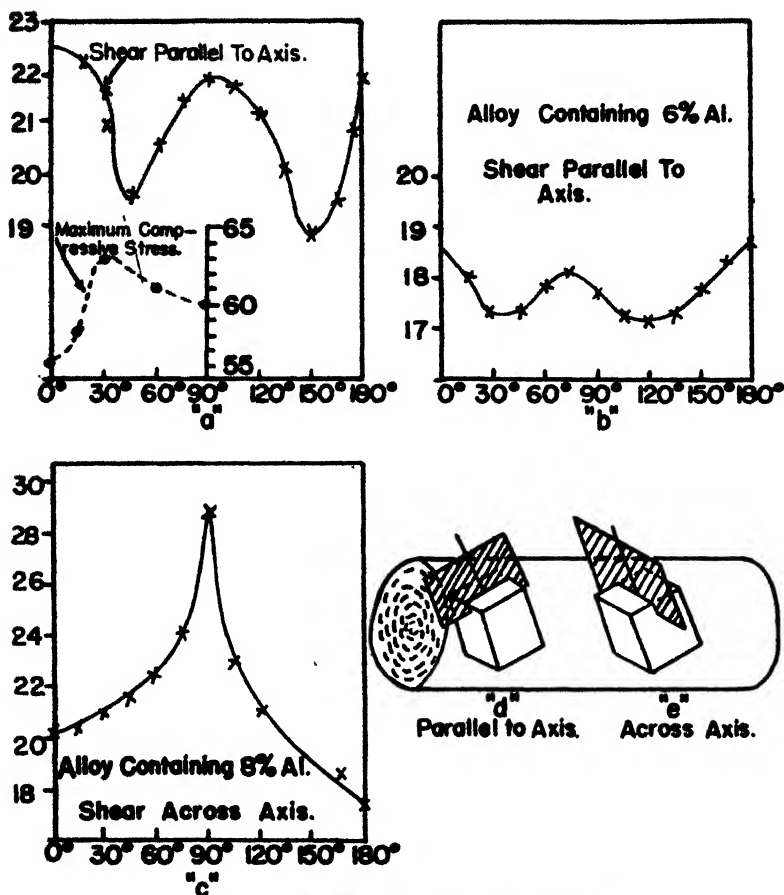 23
22
21
20
19
Shear Parallel To
Axis.
Maximum Comp-
ressive Stress.
65
60
55
0° 30° 60° 90° 120° 150° 180°
"a"
Alloy Containing 6% Al.
Shear Parallel To
Axis.
20
19
18
17
0° 30° 60° 90° 120° 150° 180°
"b"
30
28
26
24
22
20
18
Alloy Containing 8% Al.
Shear Across Axis.
0° 30° 60° 90° 120° 150° 180°
"c"
"d"
Parallel to Axis.
"e"
Across Axis.